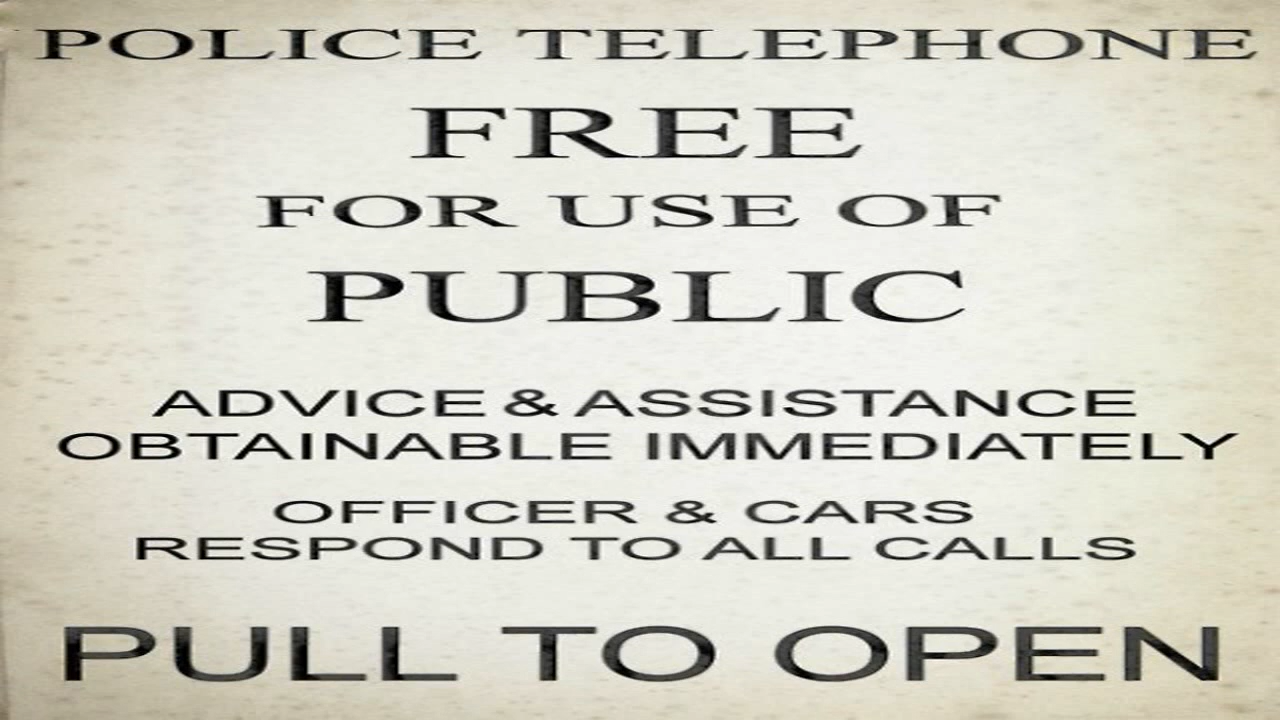 POLICE TELEPHONE
FREE
FOR USE OF
PUBLIC
ADVICE & ASSISTANCE
OBTAINABLE IMMEDIATELY
OFFICER & CARS
RESPOND TO ALL CALLS
PULL TO OPEN